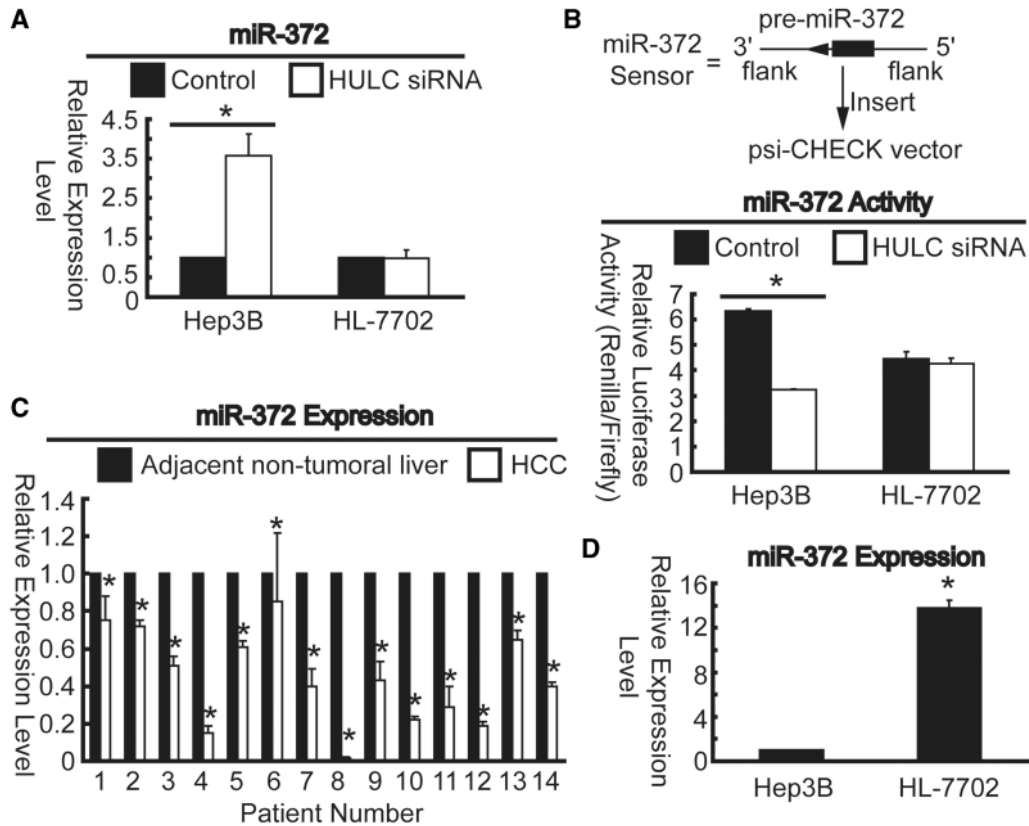 A
miR-372
Control HULC siRNA
Relative Expression
Level
4.5
3.5
2.5
1.5
0.5
0
*
Hep3B HL-7702
B
miR-372
Sensor
=
pre-miR-372
3' 5'
flank flank
Insert
psi-CHECK vector
miR-372 Activity
Control HULC siRNA
Relative Luciferase
Activity (Renilla/Firefly)
7
6
5
4
3
2
1
0
*
Hep3B HL-7702
C
miR-372 Expression
Adjacent non-tumoral liver HCC
Relative Expression Level
1.4
1.2
1.0
0.8
0.6
0.4
0.2
0
* * * * * * * * * * * * * *
1 2 3 4 5 6 7 8 9 10 11 12 13 14
Patient Number
D
miR-372 Expression
Relative Expression
Level
16
12
8
4
0
*
Hep3B HL-7702